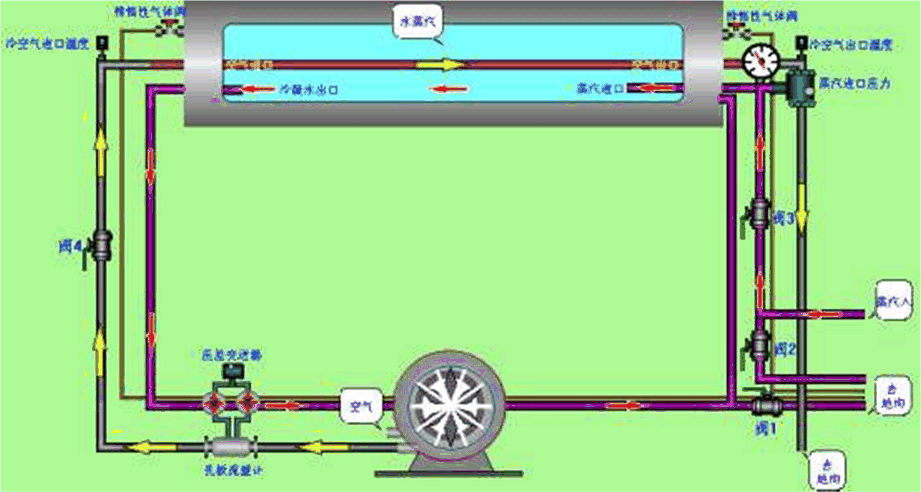 排惰性气体阀
水蒸汽
排惰性气体阀
冷空气进口温度
冷空气出口温度
空气进口
空气出口
冷凝水出口
蒸汽进口
蒸汽进口压力
阀3
阀4
蒸汽入
阀2
压差变送器
空气
去
地沟
阀1
孔板流量计
去
地沟